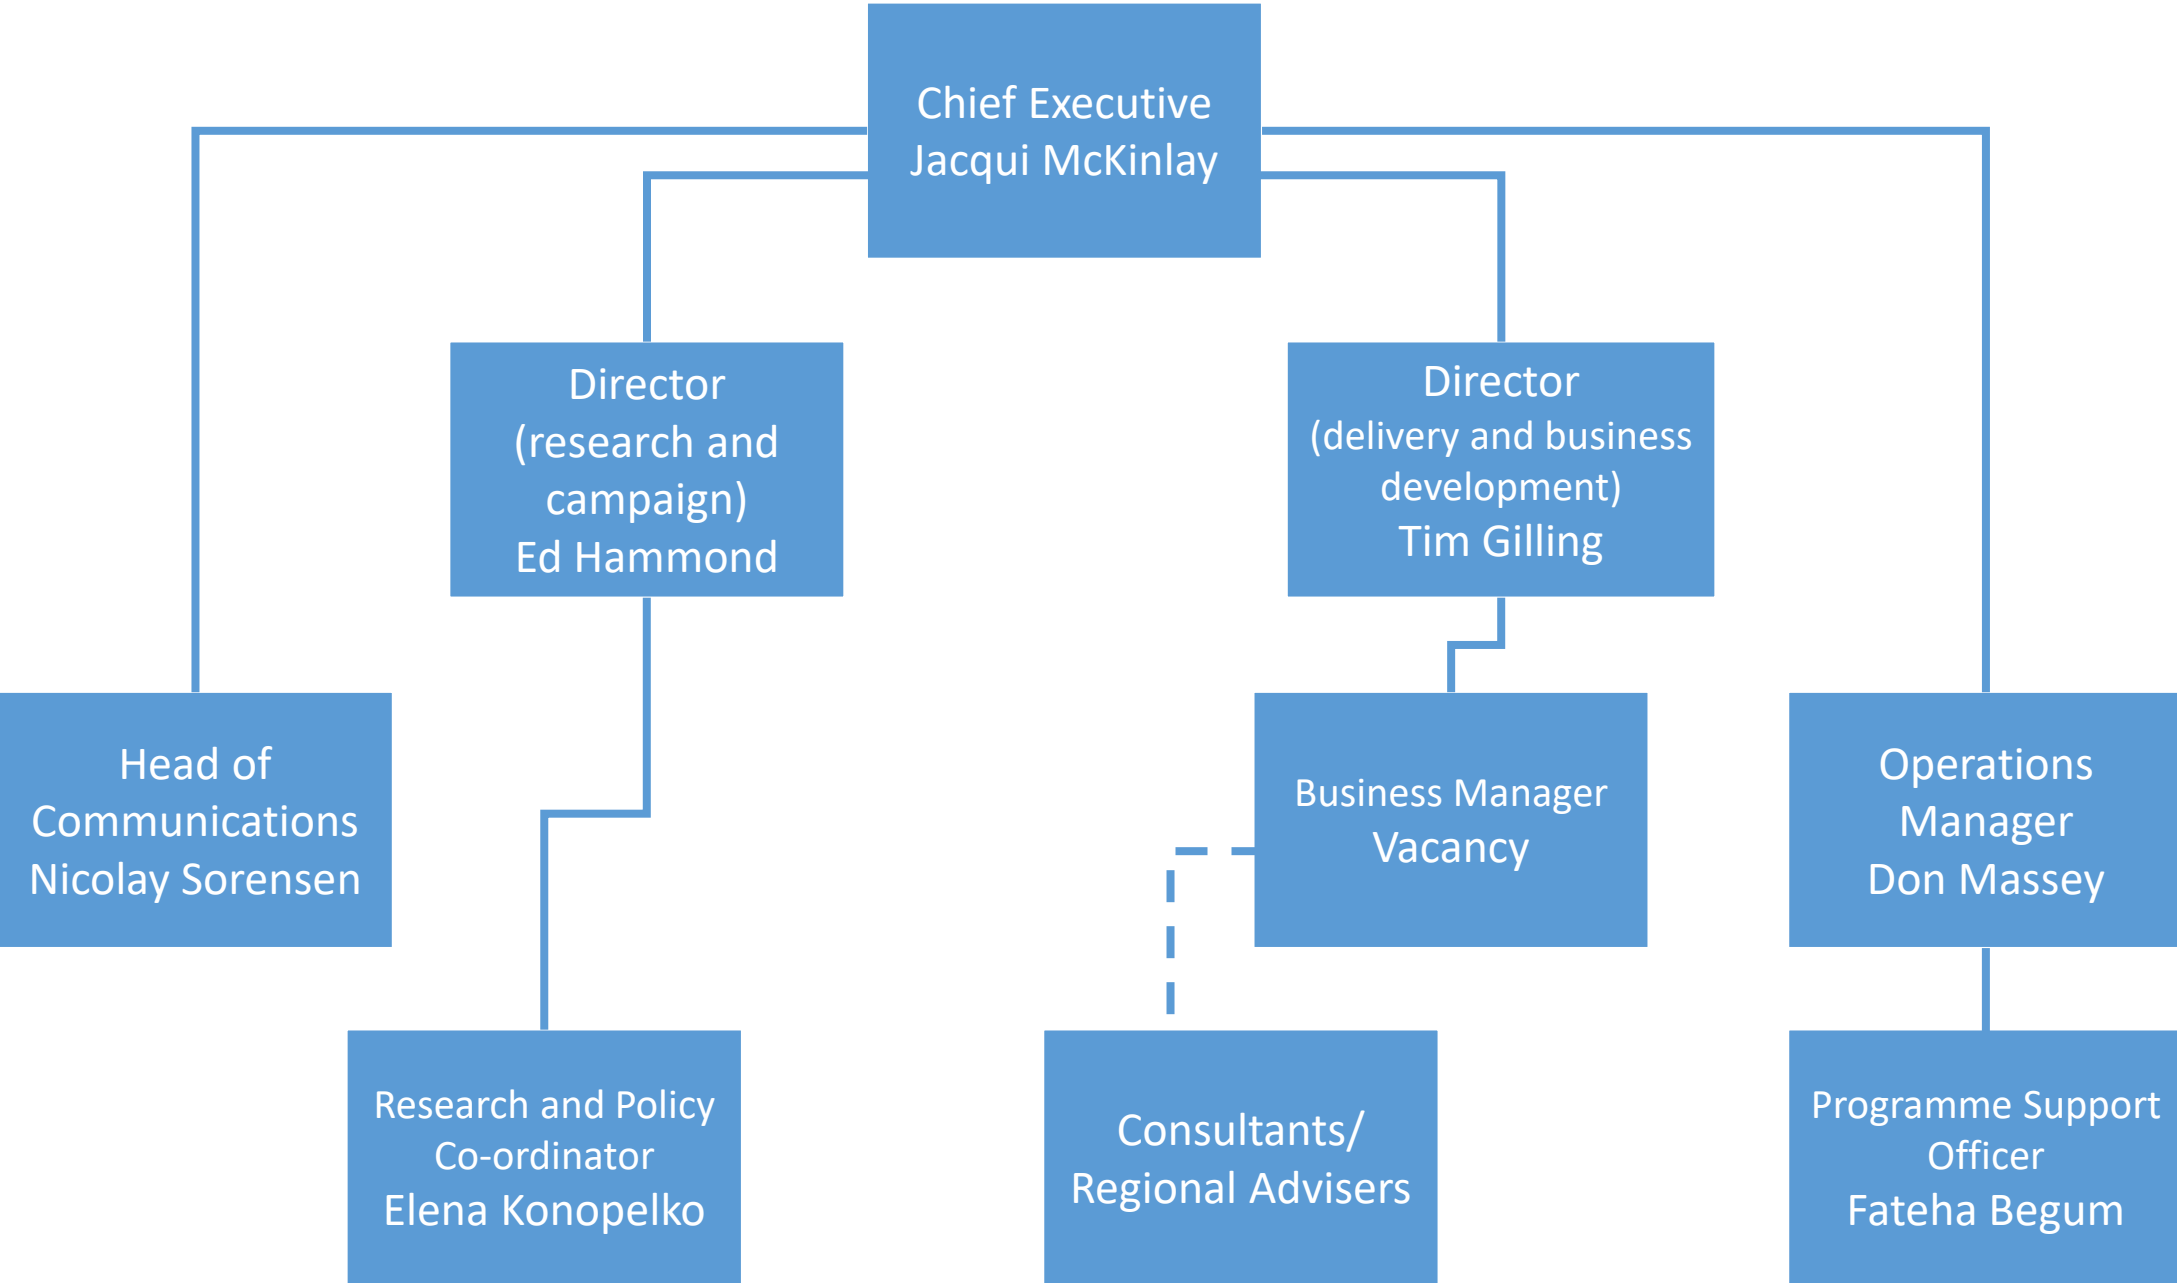 Chief Executive
Jacqui McKinlay
Director
(research and
campaign)
Ed Hammond
Director
(delivery and business
development)
Tim Gilling
Head of
Communications
Nicolay Sorensen
Business Manager
Vacancy
Operations
Manager
Don Massey
Research and Policy
Co-ordinator
Elena Konopelko
Consultants/
Regional Advisers
Programme Support
Officer
Fateha Begum